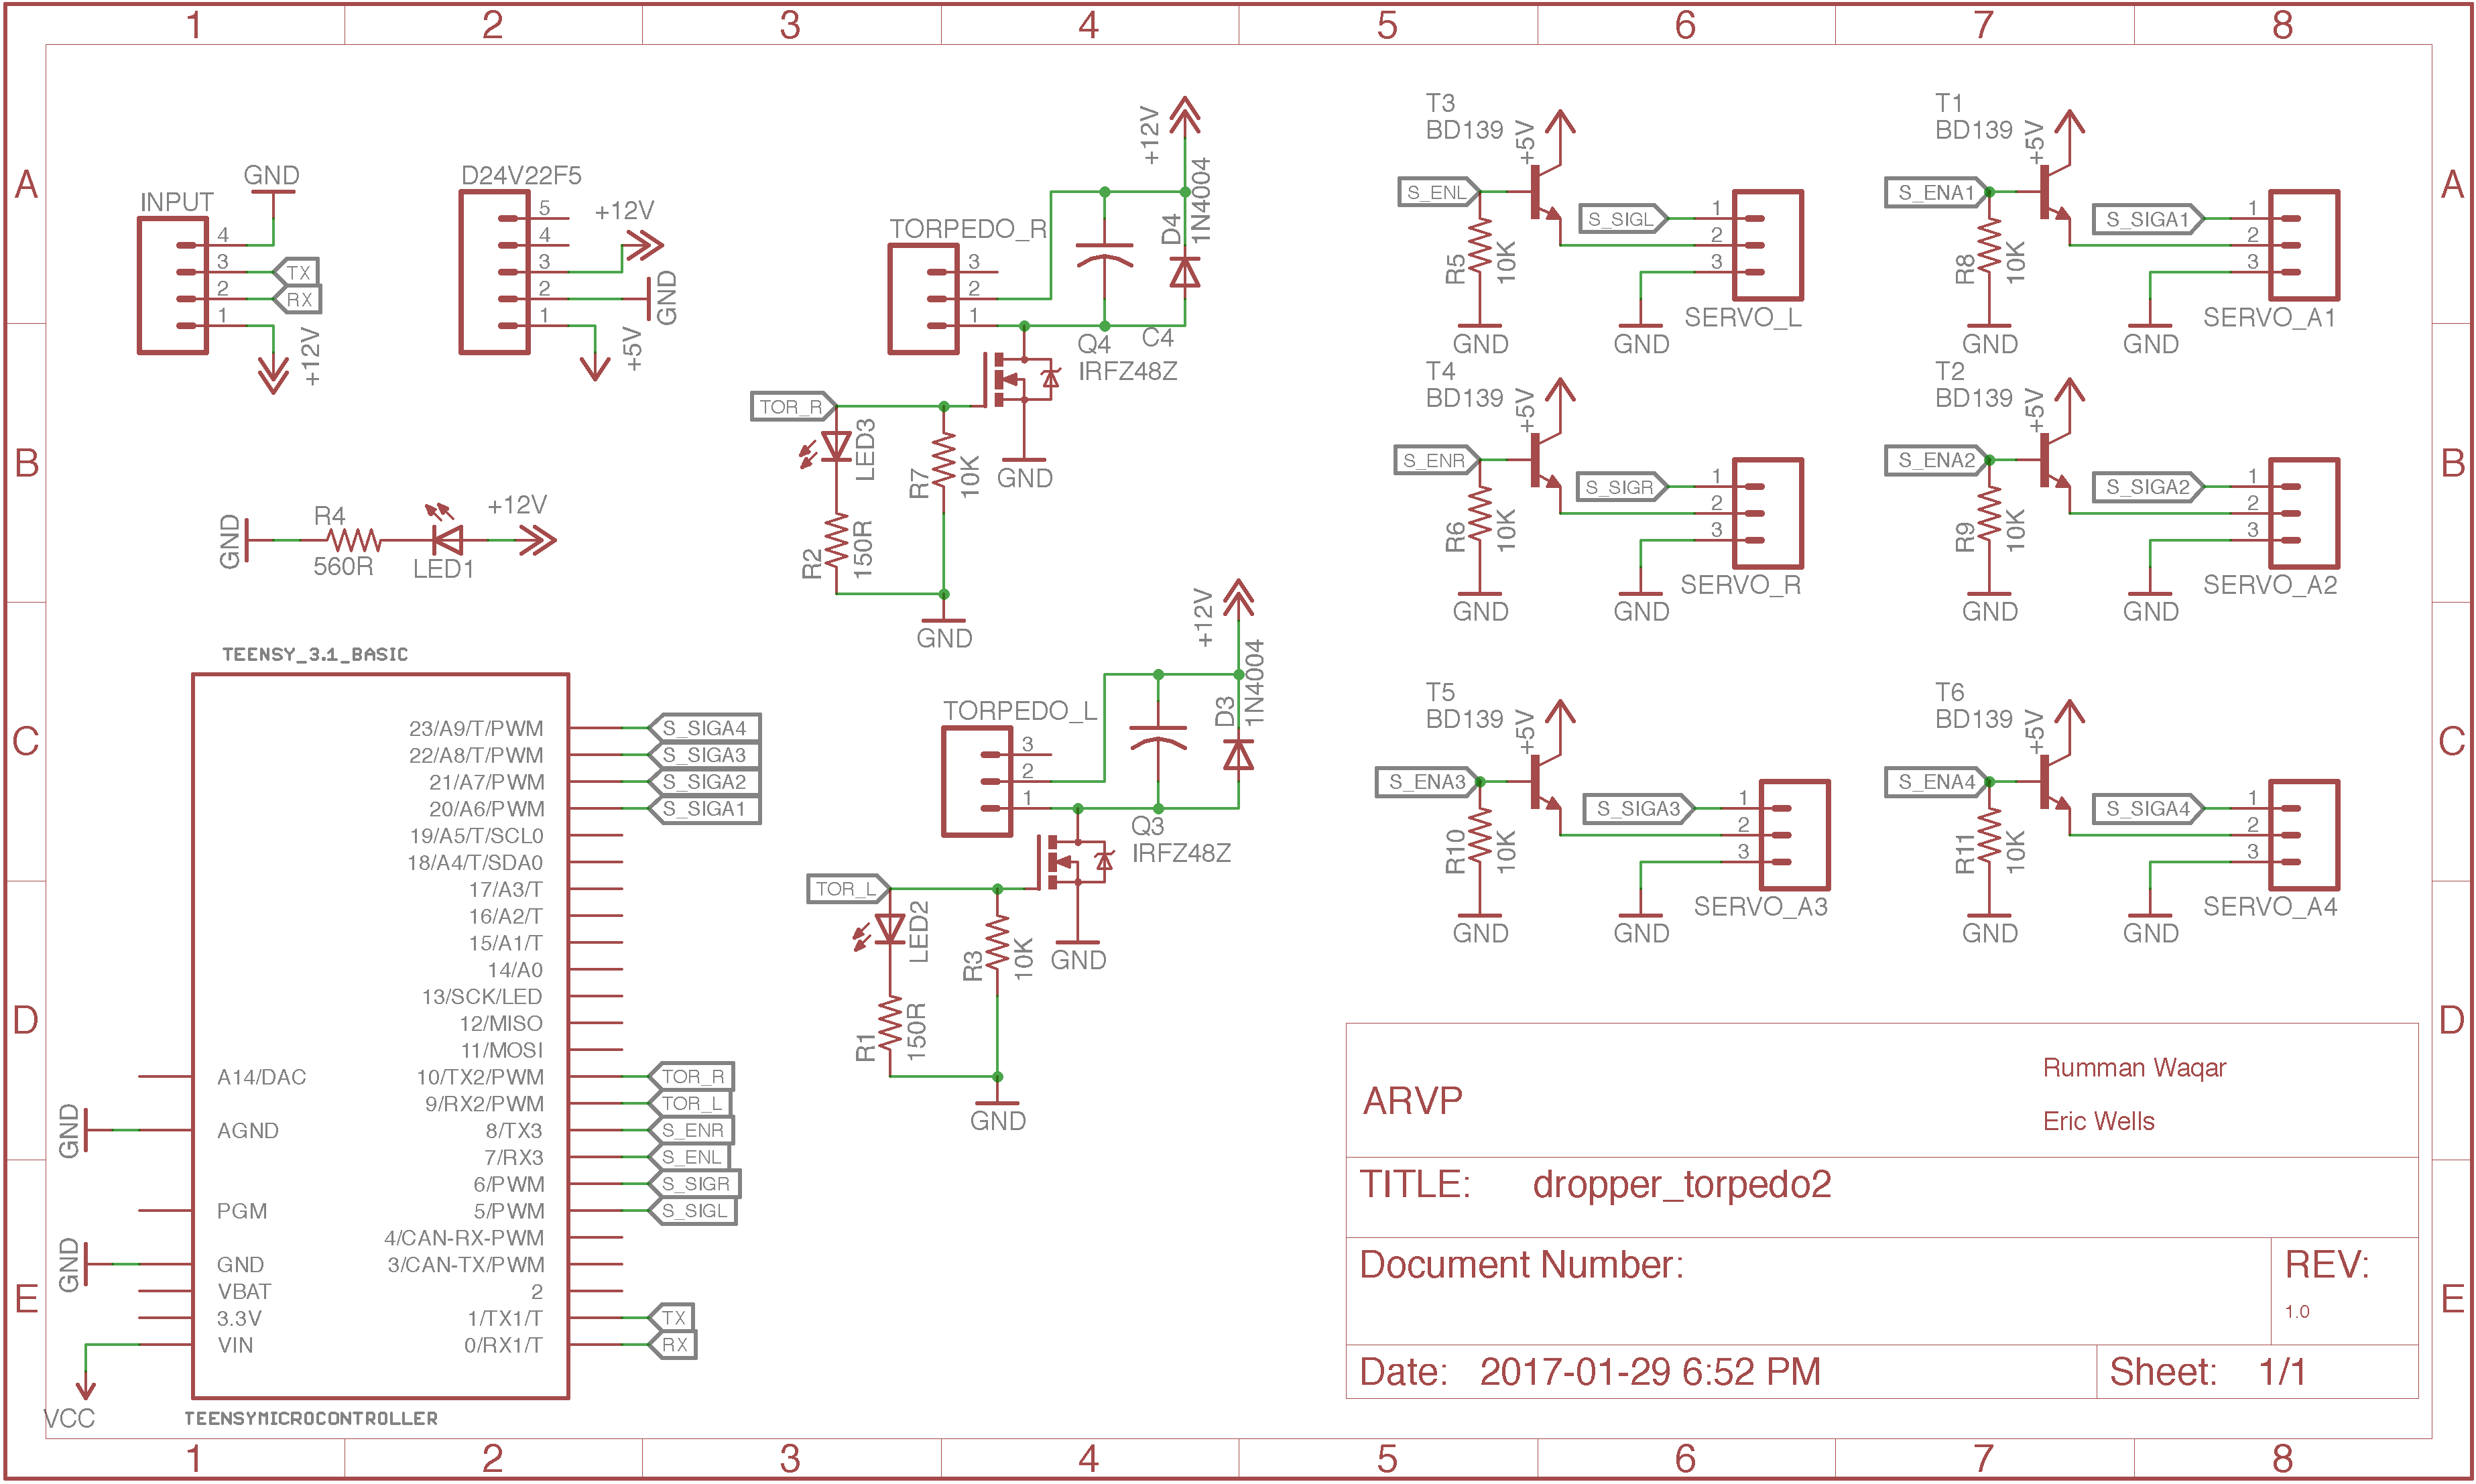 1 2 3 4 5 6 7 8
A
B
C
D
E
INPUT
GND
4
3
2
1
TX
RX
+12V
D24V22F5
5
4
3
2
1
+12V
GND
+5V
GND
R4
560R
LED1
+12V
TORPEDO_R
3
2
1
+12V
D4
1N4004
C4
Q4
IRFZ48Z
TOR_R
LED3
R7
10K
GND
R2
150R
GND
TORPEDO_L
3
2
1
+12V
D3
1N4004
Q3
IRFZ48Z
TOR_L
LED2
R3
10K
GND
R1
150R
GND
T3
BD139
+5V
S_ENL
R5
10K
GND
S_SIGL
1
2
3
GND
SERVO_L
T1
BD139
+5V
S_ENA1
R8
10K
GND
S_SIGA1
1
2
3
GND
SERVO_A1
T4
BD139
+5V
S_ENR
R6
10K
GND
S_SIGR
1
2
3
GND
SERVO_R
T2
BD139
+5V
S_ENA2
R9
10K
GND
S_SIGA2
1
2
3
GND
SERVO_A2
T5
BD139
+5V
S_ENA3
R10
10K
GND
S_SIGA3
1
2
3
GND
SERVO_A3
T6
BD139
+5V
S_ENA4
R11
10K
GND
S_SIGA4
1
2
3
GND
SERVO_A4
TEENSY_3.1_BASIC
23/A9/T/PWM S_SIGA4
22/A8/T/PWM S_SIGA3
21/A7/PWM S_SIGA2
20/A6/PWM S_SIGA1
19/A5/T/SCL0
18/A4/T/SDA0
17/A3/T
16/A2/T
15/A1/T
14/A0
13/SCK/LED
12/MISO
11/MOSI
A14/DAC 10/TX2/PWM TOR_R
9/RX2/PWM TOR_L
GND AGND 8/TX3 S_ENR
7/RX3 S_ENL
6/PWM S_SIGR
PGM 5/PWM S_SIGL
4/CAN-RX-PWM
GND GND 3/CAN-TX/PWM
VBAT 2
3.3V 1/TX1/T TX
VIN 0/RX1/T RX
VCC
TEENSYMICROCONTROLLER
ARVP
Rumman Waqar
Eric Wells
TITLE: dropper_torpedo2
Document Number:
REV:
1.0
Date: 2017-01-29 6:52 PM
Sheet: 1/1
A
B
C
D
E
1 2 3 4 5 6 7 8